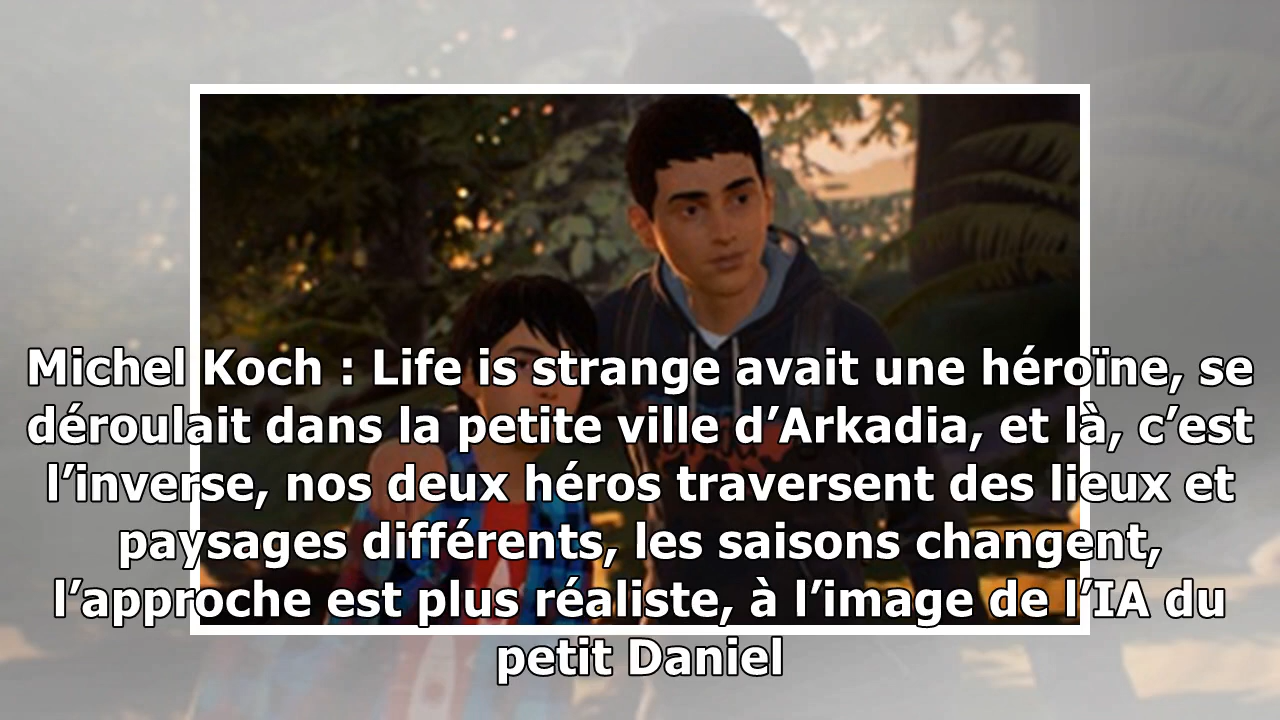 Michel Koch : Life is strange avait une héroïne, se
déroulait dans la petite ville d’Arkadia, et là, c’est
l’inverse, nos deux héros traversent des lieux et
paysages différents, les saisons changent,
l’approche est plus réaliste, à l’image de l’IA du
petit Daniel